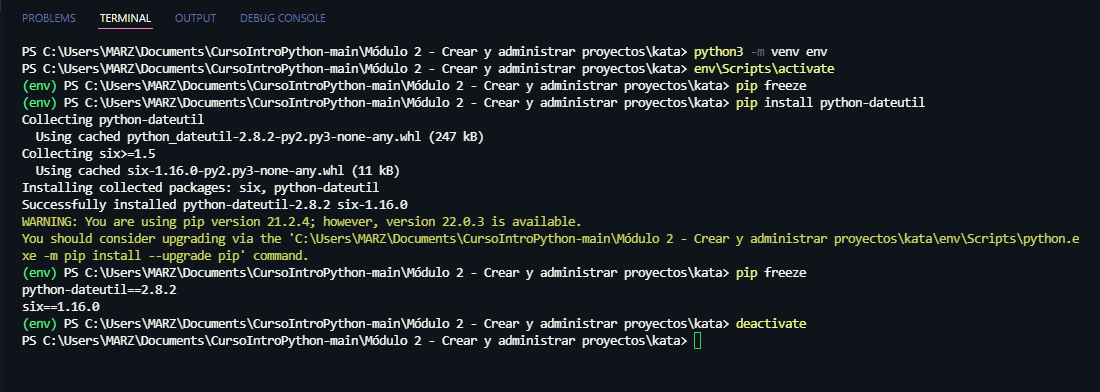 PROBLEMS TERMINAL OUTPUT DEBUG CONSOLE
PS C:\Users\MARZ\Documents\CursoIntroPython-main\Módulo 2 - Crear y administrar proyectos\kata> python3 -m venv env
PS C:\Users\MARZ\Documents\CursoIntroPython-main\Módulo 2 - Crear y administrar proyectos\kata> env\Scripts\activate
(env) PS C:\Users\MARZ\Documents\CursoIntroPython-main\Módulo 2 - Crear y administrar proyectos\kata> pip freeze
(env) PS C:\Users\MARZ\Documents\CursoIntroPython-main\Módulo 2 - Crear y administrar proyectos\kata> pip install python-dateutil
Collecting python-dateutil
  Using cached python_dateutil-2.8.2-py2.py3-none-any.whl (247 kB)
Collecting six>=1.5
  Using cached six-1.16.0-py2.py3-none-any.whl (11 kB)
Installing collected packages: six, python-dateutil
Successfully installed python-dateutil-2.8.2 six-1.16.0
WARNING: You are using pip version 21.2.4; however, version 22.0.3 is available.
You should consider upgrading via the 'C:\Users\MARZ\Documents\CursoIntroPython-main\Módulo 2 - Crear y administrar proyectos\kata\env\Scripts\python.e
xe -m pip install --upgrade pip' command.
(env) PS C:\Users\MARZ\Documents\CursoIntroPython-main\Módulo 2 - Crear y administrar proyectos\kata> pip freeze
python-dateutil==2.8.2
six==1.16.0
(env) PS C:\Users\MARZ\Documents\CursoIntroPython-main\Módulo 2 - Crear y administrar proyectos\kata> deactivate
PS C:\Users\MARZ\Documents\CursoIntroPython-main\Módulo 2 - Crear y administrar proyectos\kata>